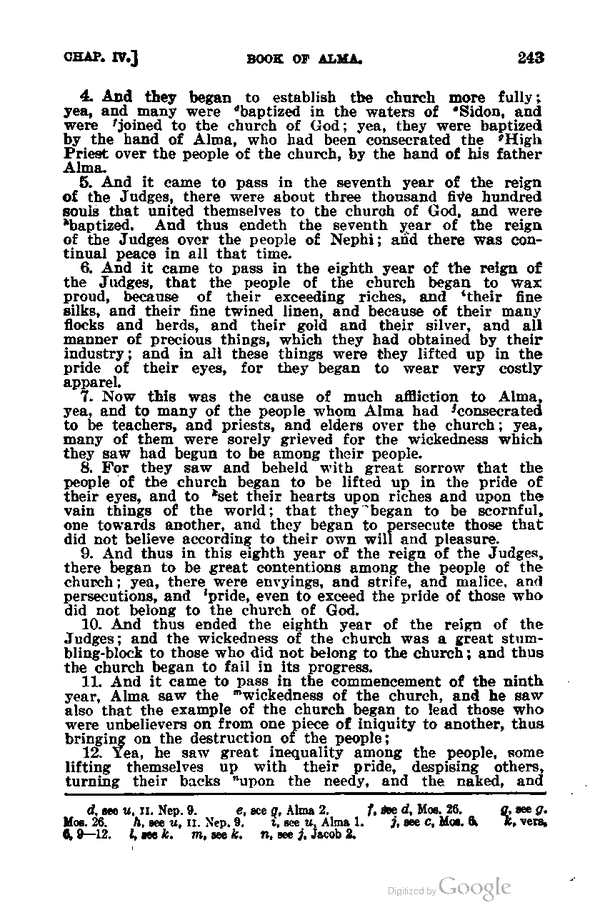 CHAP. IV.] BOOK OF ALMA. 243
4. And they began to establish the church more fully;
yea, and many were ᵈbaptized in the waters of ᵉSidon, and
were ᶠjoined to the church of God; yea, they were baptized
by the hand of Alma, who had been consecrated the ᵍHigh
Priest over the people of the church, by the hand of his father
Alma.
5. And it came to pass in the seventh year of the reign
of the Judges, there were about three thousand five hundred
souls that united themselves to the church of God, and were
ʰbaptized. And thus endeth the seventh year of the reign
of the Judges over the people of Nephi; and there was con-
tinual peace in all that time.
6. And it came to pass in the eighth year of the reign of
the Judges, that the people of the church began to wax
proud, because of their exceeding riches, and ⁱtheir fine
silks, and their fine twined linen, and because of their many
flocks and herds, and their gold and their silver, and all
manner of precious things, which they had obtained by their
industry; and in all these things were they lifted up in the
pride of their eyes, for they began to wear very costly
apparel.
7. Now this was the cause of much affliction to Alma,
yea, and to many of the people whom Alma had ʲconsecrated
to be teachers, and priests, and elders over the church; yea,
many of them were sorely grieved for the wickedness which
they saw had begun to be among their people.
8. For they saw and beheld with great sorrow that the
people of the church began to be lifted up in the pride of
their eyes, and to ᵏset their hearts upon riches and upon the
vain things of the world; that they began to be scornful,
one towards another, and they began to persecute those that
did not believe according to their own will and pleasure.
9. And thus in this eighth year of the reign of the Judges,
there began to be great contentions among the people of the
church; yea, there were envyings, and strife, and malice, and
persecutions, and ˡpride, even to exceed the pride of those who
did not belong to the church of God.
10. And thus ended the eighth year of the reign of the
Judges; and the wickedness of the church was a great stum-
bling-block to those who did not belong to the church; and thus
the church began to fail in its progress.
11. And it came to pass in the commencement of the ninth
year, Alma saw the ᵐwickedness of the church, and he saw
also that the example of the church began to lead those who
were unbelievers on from one piece of iniquity to another, thus
bringing on the destruction of the people;
12. Yea, he saw great inequality among the people, some
lifting themselves up with their pride, despising others,
turning their backs ⁿupon the needy, and the naked, and
d, see u, II. Nep. 9. e, see g, Alma 2. f, see d, Mos. 26. g, see g.
Mos. 26. h, see u, II. Nep. 9. i, see u, Alma 1. j, see c, Mos. 6. k, vers.
6, 9—12. l, see k. m, see k. n, see j, Jacob 2.
Digitized by Google